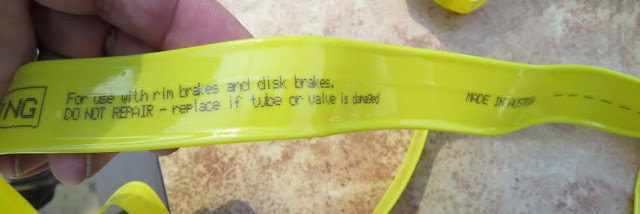 NG
For use with rim brakes and disk brakes.
DO NOT REPAIR - replace if tube or valve is damaged
MADE IN AUSTRIA